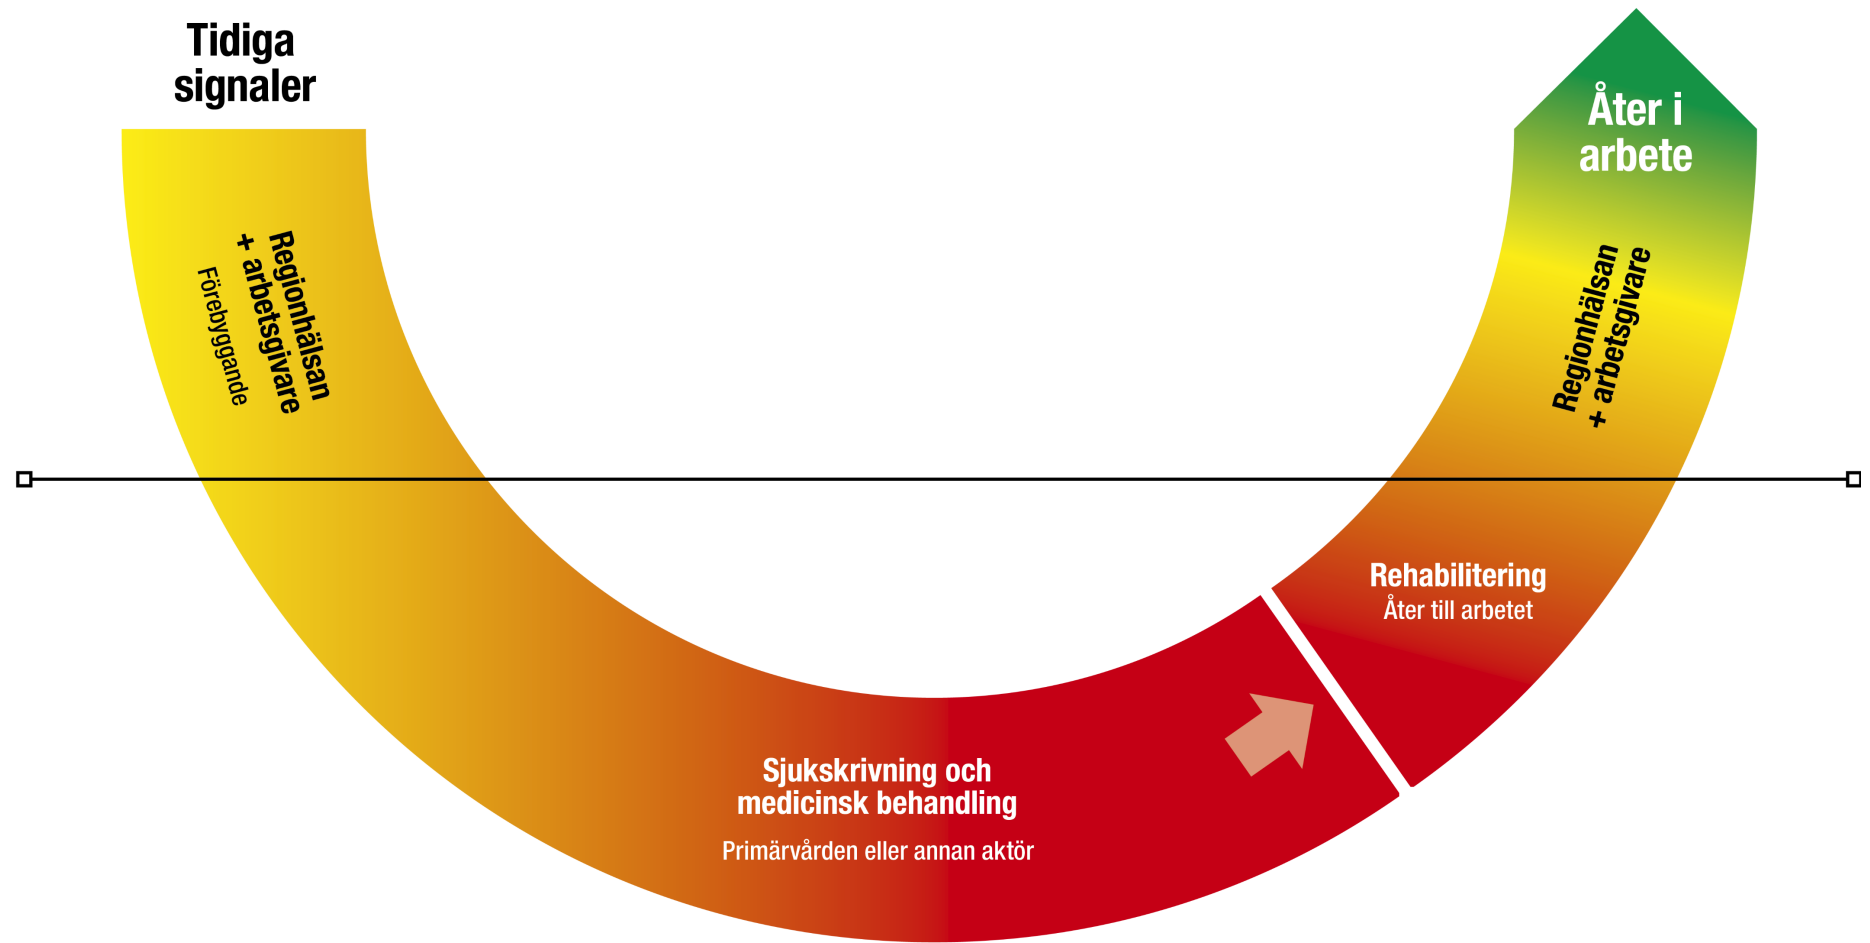 Tidiga
signaler
Regionhälsan
+ arbetsgivare
Förebyggande
Sjukskrivning och
medicinsk behandling
Primärvården eller annan aktör
Rehabilitering
Åter till arbetet
Regionhälsan
+ arbetsgivare
Åter i
arbete